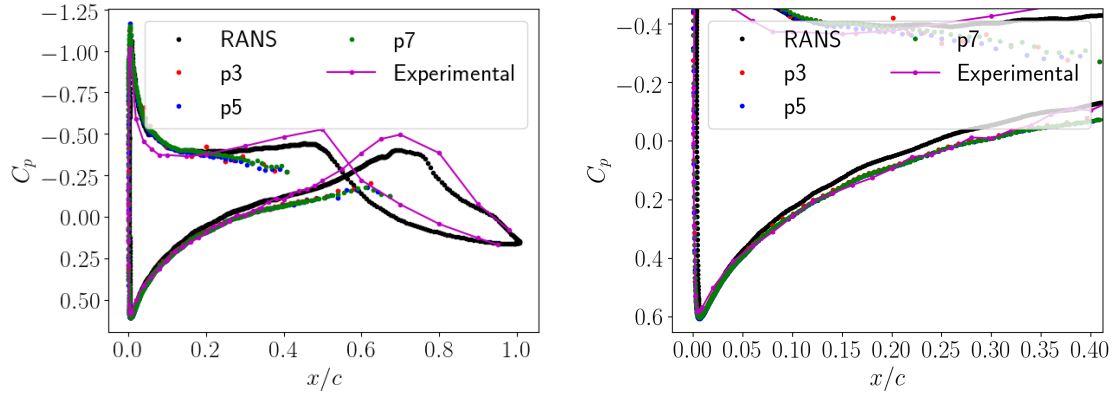 −1.25
−1.00
−0.75
−0.50
−0.25
0.00
0.25
0.50
C_p
0.0 0.2 0.4 0.6 0.8 1.0
x/c
RANS
p3
p5
p7
Experimental
−0.4
−0.2
0.0
0.2
0.4
0.6
C_p
0.00 0.05 0.10 0.15 0.20 0.25 0.30 0.35 0.40
x/c
RANS
p3
p5
p7
Experimental